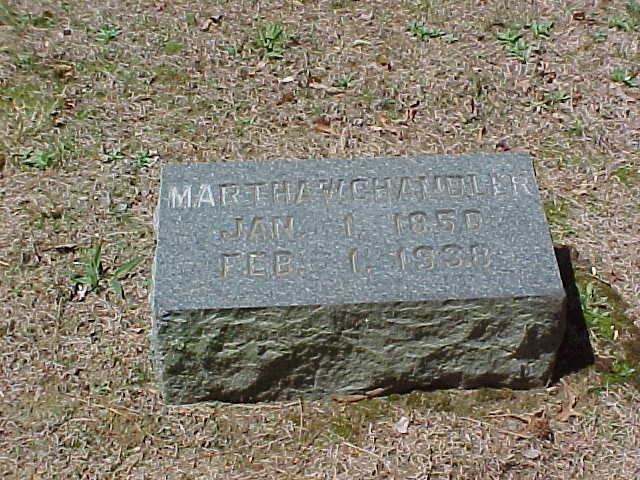 MARTHA V. CHANDLER
JAN. 1. 1850
FEB. 1. 1938